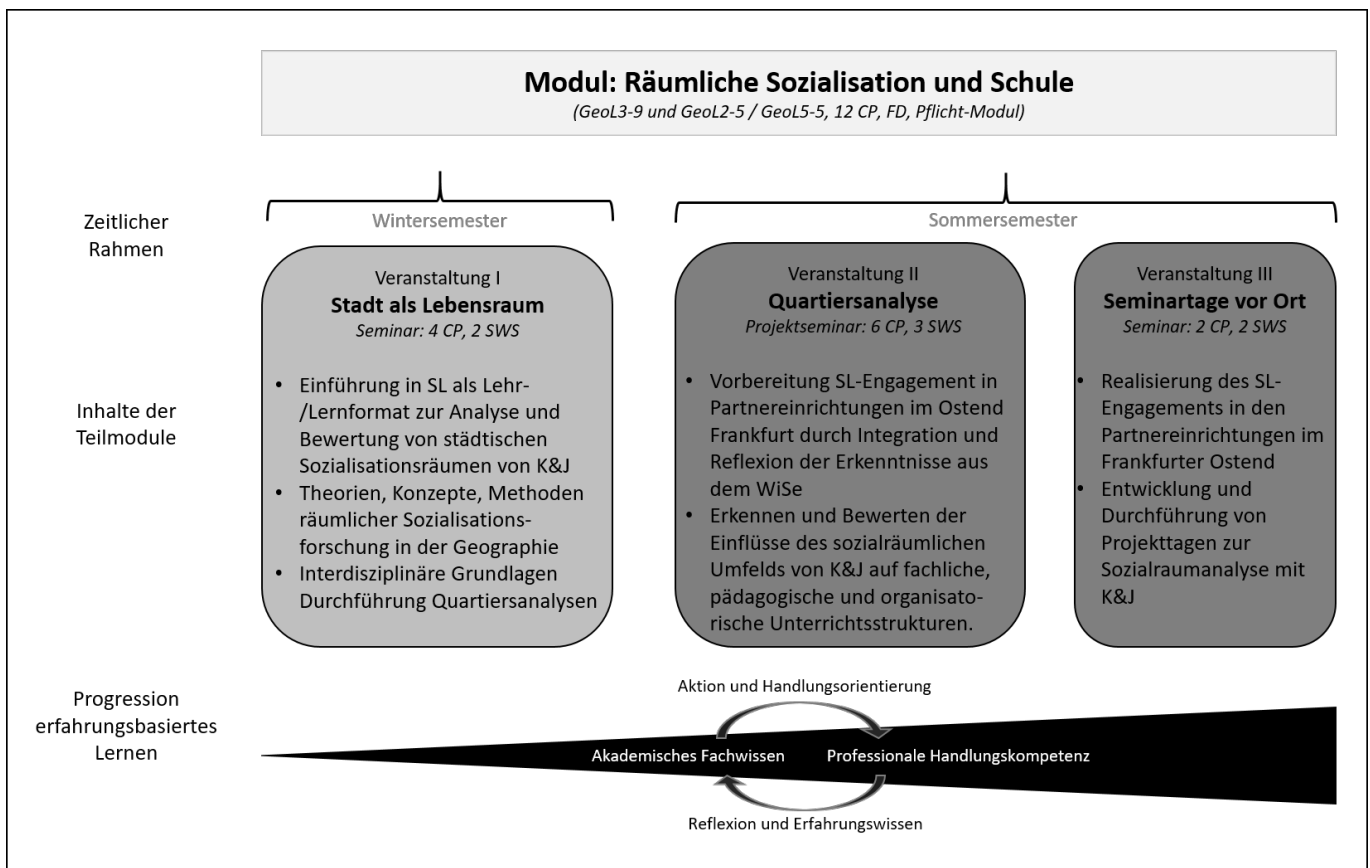 Modul: Räumliche Sozialisation und Schule
(GeoL3-9 und GeoL2-5 / GeoL5-5, 12 CP, FD, Pflicht-Modul)
Zeitlicher
Rahmen
Wintersemester
Sommersemester
Inhalte der
Teilmodule
Veranstaltung I
Stadt als Lebensraum
Seminar: 4 CP, 2 SWS
• Einführung in SL als Lehr-
/Lernformat zur Analyse und
Bewertung von städtischen
Sozialisationsräumen von K&J
• Theorien, Konzepte, Methoden
räumlicher Sozialisations-
forschung in der Geographie
• Interdisziplinäre Grundlagen
Durchführung Quartiersanalysen
Veranstaltung II
Quartiersanalyse
Projektseminar: 6 CP, 3 SWS
• Vorbereitung SL-Engagement in
Partnereinrichtungen im Ostend
Frankfurt durch Integration und
Reflexion der Erkenntnisse aus
dem WiSe
• Erkennen und Bewerten der
Einflüsse des sozialräumlichen
Umfelds von K&J auf fachliche,
pädagogische und organisato-
rische Unterrichtsstrukturen.
Veranstaltung III
Seminartage vor Ort
Seminar: 2 CP, 2 SWS
• Realisierung des SL-
Engagements in den
Partnereinrichtungen im
Frankfurter Ostend
• Entwicklung und
Durchführung von
Projekttagen zur
Sozialraumanalyse mit
K&J
Progression
erfahrungsbasiertes
Lernen
Aktion und Handlungsorientierung
Akademisches Fachwissen
Professionale Handlungskompetenz
Reflexion und Erfahrungswissen